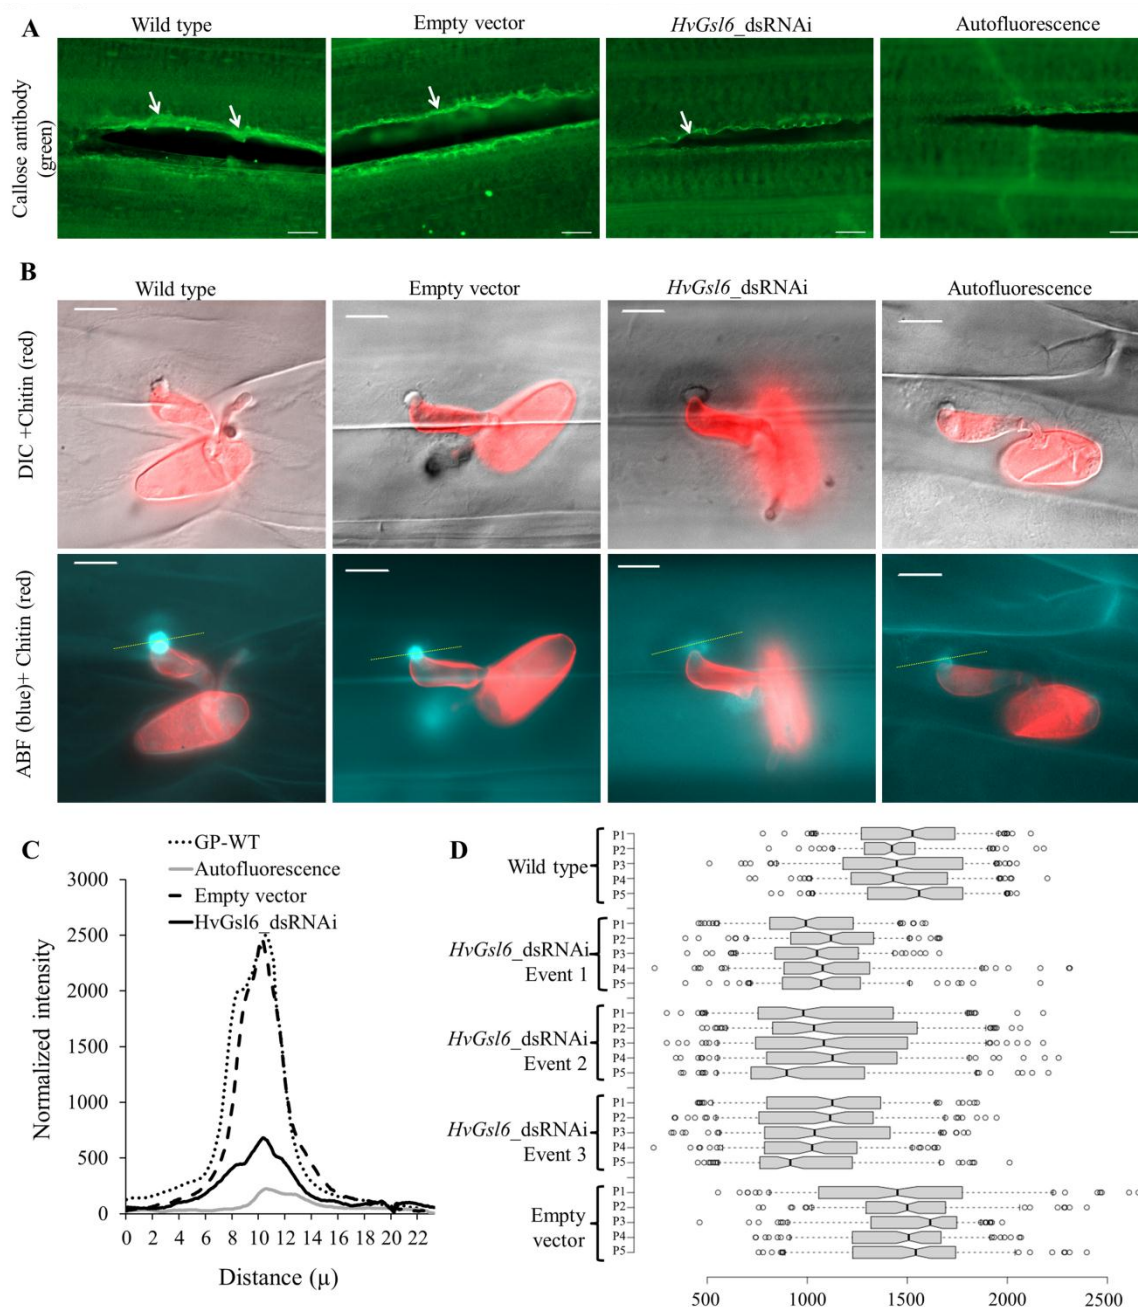 A
Wild type
Empty vector
HvGsl6_dsRNAi
Autofluorescence
Callose antibody
(green)
B
Wild type
Empty vector
HvGsl6_dsRNAi
Autofluorescence
DIC +Chitin (red)
ABF (blue)+ Chitin (red)
C
GP-WT
Autofluorescence
Empty vector
HvGsl6_dsRNAi
Normalized intensity
3000
2500
2000
1500
1000
500
0
0 2 4 6 8 10 12 14 16 18 20 22
Distance (µ)
D
Wild type
P1
P2
P3
P4
P5
HvGsl6_dsRNAi
Event 1
P1
P2
P3
P4
P5
HvGsl6_dsRNAi
Event 2
P1
P2
P3
P4
P5
HvGsl6_dsRNAi
Event 3
P1
P2
P3
P4
P5
Empty
vector
P1
P2
P3
P4
P5
500 1000 1500 2000 2500